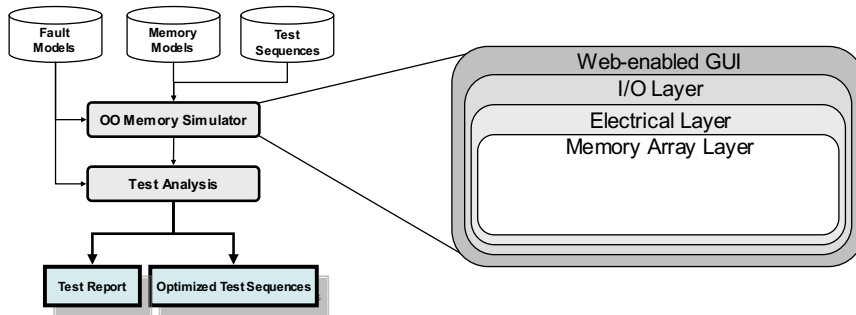 Fault
Models
Memory
Models
Test
Sequences
OO Memory Simulator
Test Analysis
Test Report
Optimized Test Sequences
Web-enabled GUI
I/O Layer
Electrical Layer
Memory Array Layer